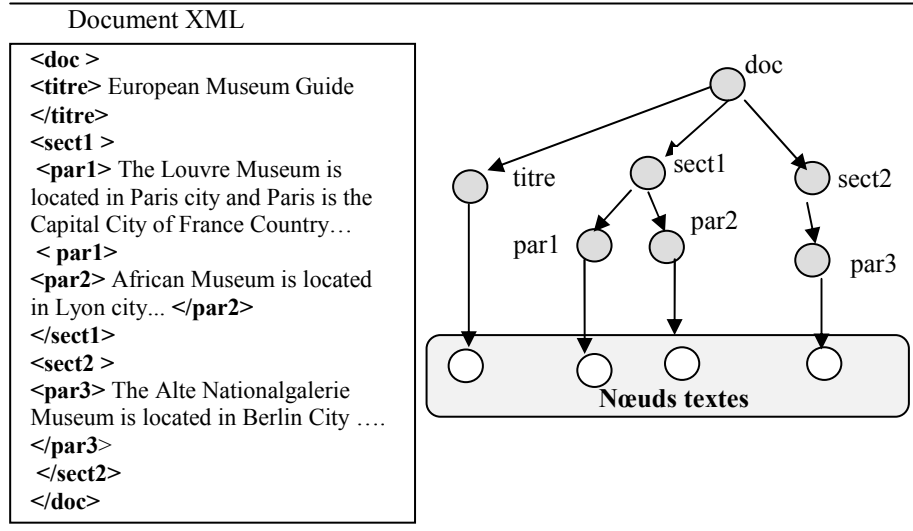 Document XML
<doc >
<titre> European Museum Guide
</titre>
<sect1 >
<par1> The Louvre Museum is
located in Paris city and Paris is the
Capital City of France Country…
< par1>
<par2> African Museum is located
in Lyon city... </par2>
</sect1>
<sect2 >
<par3> The Alte Nationalgalerie
Museum is located in Berlin City ….
</par3>
</sect2>
</doc>
doc
titre
sect1
sect2
par1
par2
par3
Nœuds textes